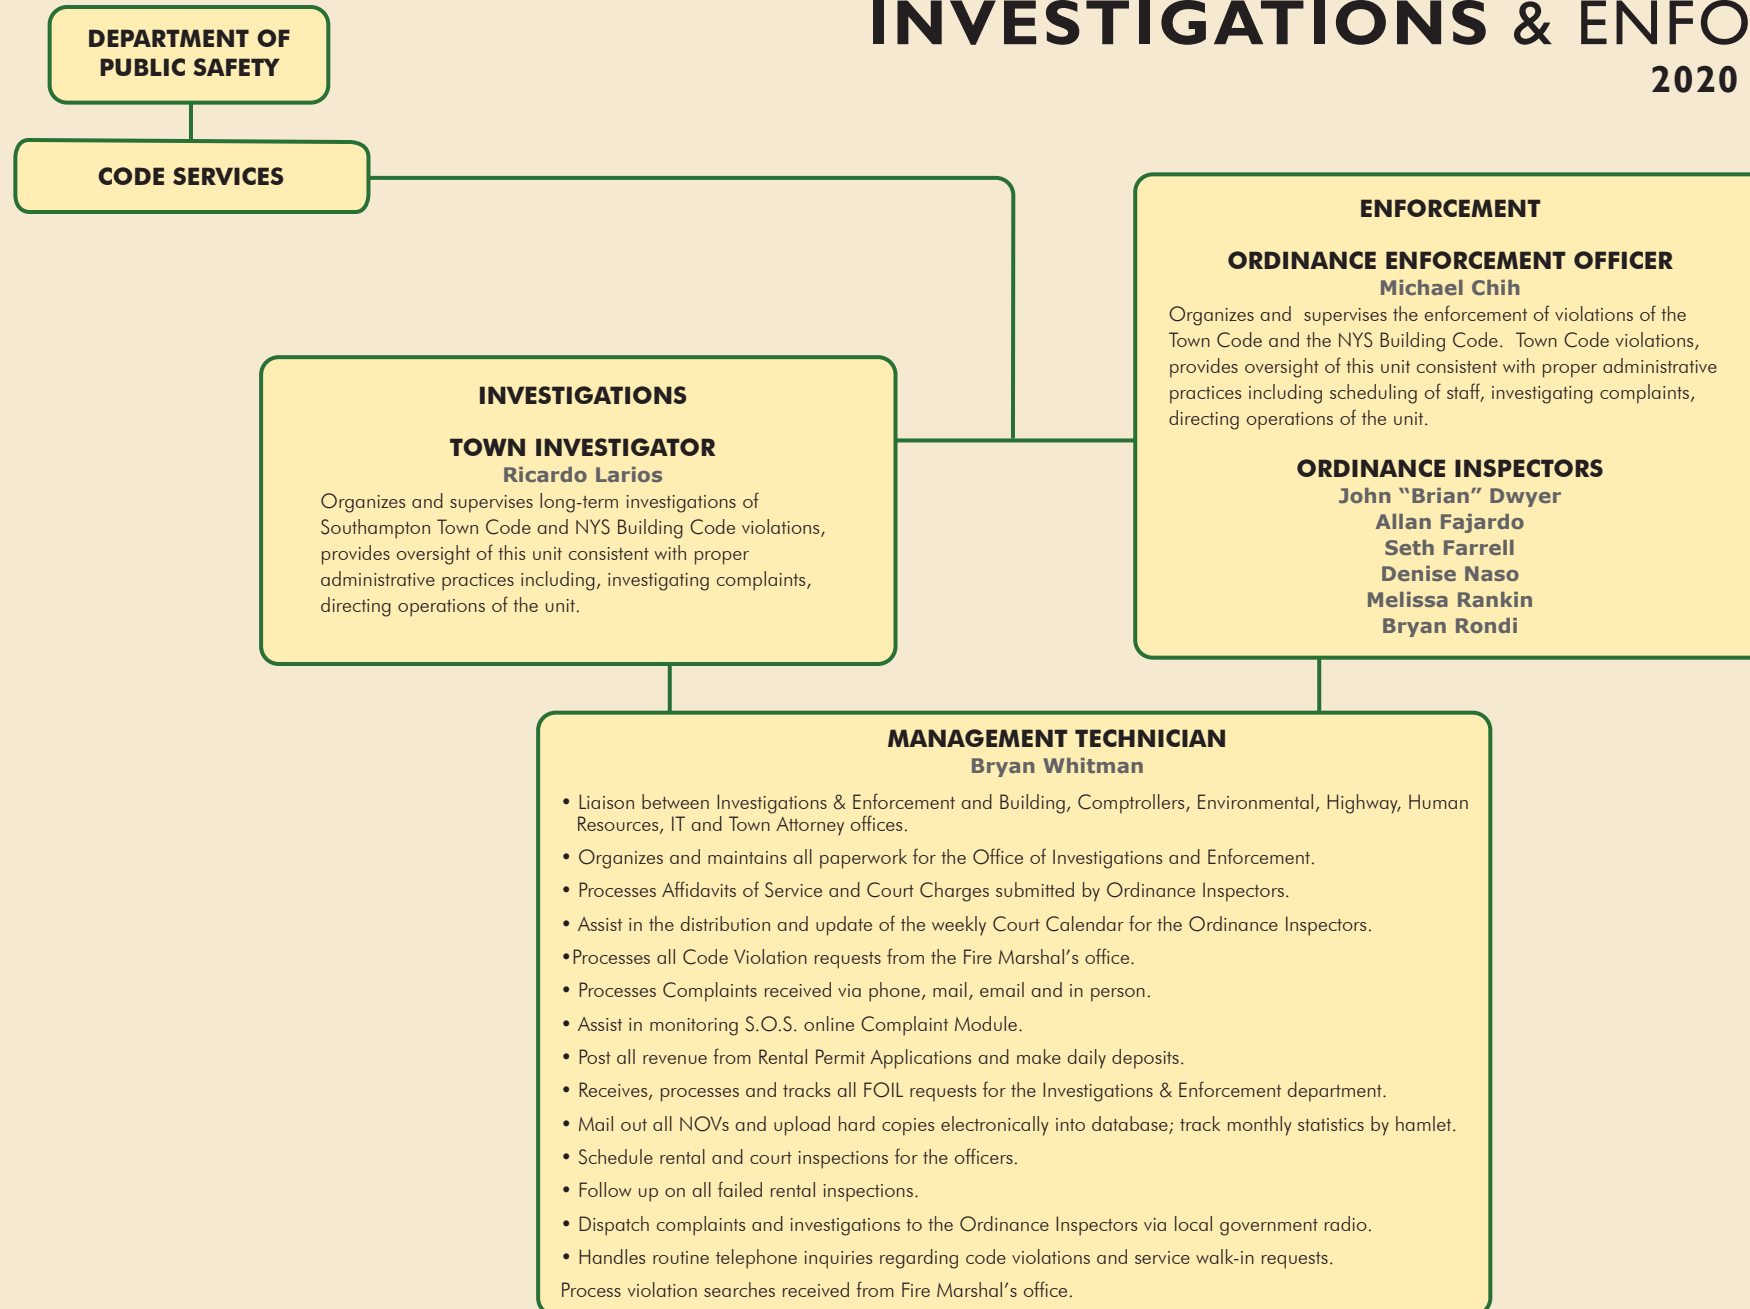 INVESTIGATIONS & ENFO
2020
DEPARTMENT OF
PUBLIC SAFETY
CODE SERVICES
ENFORCEMENT
ORDINANCE ENFORCEMENT OFFICER
Michael Chih
Organizes and  supervises the enforcement of violations of the
Town Code and the NYS Building Code.  Town Code violations,
provides oversight of this unit consistent with proper administrative
practices including scheduling of staff, investigating complaints,
directing operations of the unit.
ORDINANCE INSPECTORS
John “Brian” Dwyer
Allan Fajardo
Seth Farrell
Denise Naso
Melissa Rankin
Bryan Rondi
INVESTIGATIONS
TOWN INVESTIGATOR
Ricardo Larios
Organizes and supervises long-term investigations of
Southampton Town Code and NYS Building Code violations,
provides oversight of this unit consistent with proper
administrative practices including, investigating complaints,
directing operations of the unit.
MANAGEMENT TECHNICIAN
Bryan Whitman
• Liaison between Investigations & Enforcement and Building, Comptrollers, Environmental, Highway, Human
Resources, IT and Town Attorney offices.
• Organizes and maintains all paperwork for the Office of Investigations and Enforcement.
• Processes Affidavits of Service and Court Charges submitted by Ordinance Inspectors.
• Assist in the distribution and update of the weekly Court Calendar for the Ordinance Inspectors.
•Processes all Code Violation requests from the Fire Marshal’s office.
• Processes Complaints received via phone, mail, email and in person.
• Assist in monitoring S.O.S. online Complaint Module.
• Post all revenue from Rental Permit Applications and make daily deposits.
• Receives, processes and tracks all FOIL requests for the Investigations & Enforcement department.
• Mail out all NOVs and upload hard copies electronically into database; track monthly statistics by hamlet.
• Schedule rental and court inspections for the officers.
• Follow up on all failed rental inspections.
• Dispatch complaints and investigations to the Ordinance Inspectors via local government radio.
• Handles routine telephone inquiries regarding code violations and service walk-in requests.
Process violation searches received from Fire Marshal’s office.